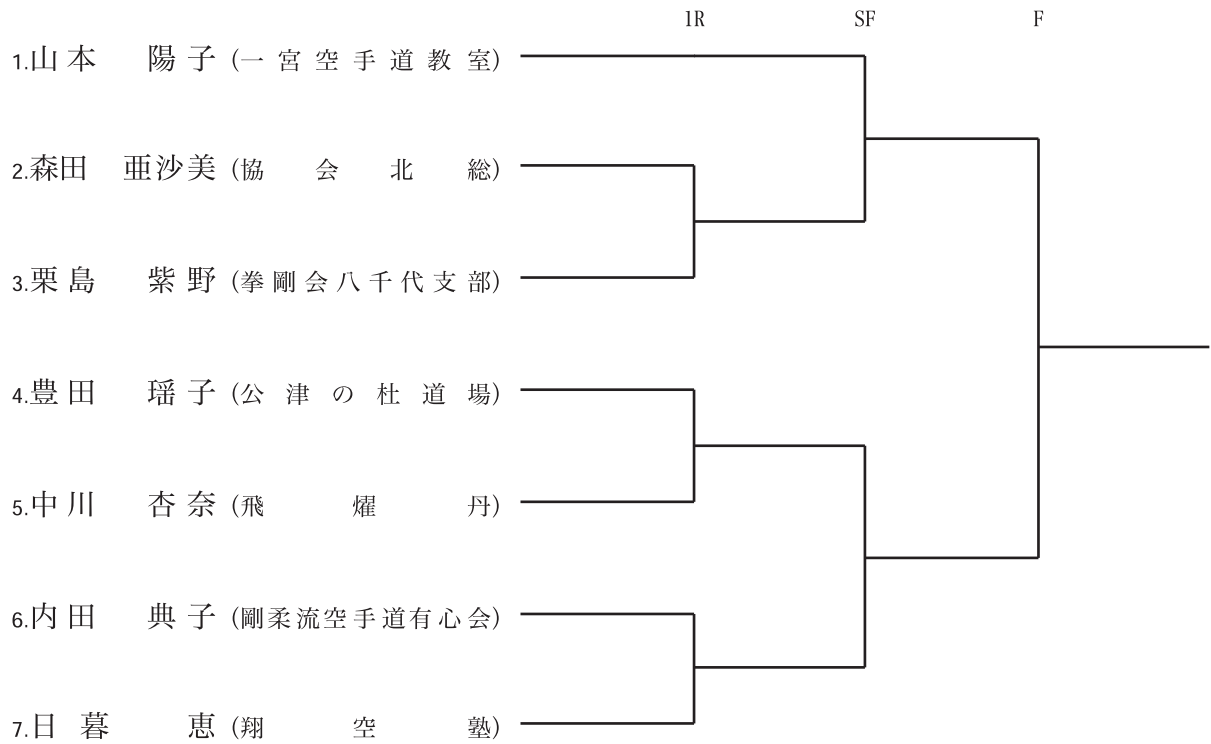 1R SF F
1.山本 陽子 (一宮空手道教室)
2.森田 亜沙美 (協会北総)
3.栗島 紫野 (拳剛会八千代支部)
4.豊田 瑶子 (公津の杜道場)
5.中川 杏奈 (飛燿丹)
6.内田 典子 (剛柔流空手道有心会)
7.日暮 恵 (翔空塾)